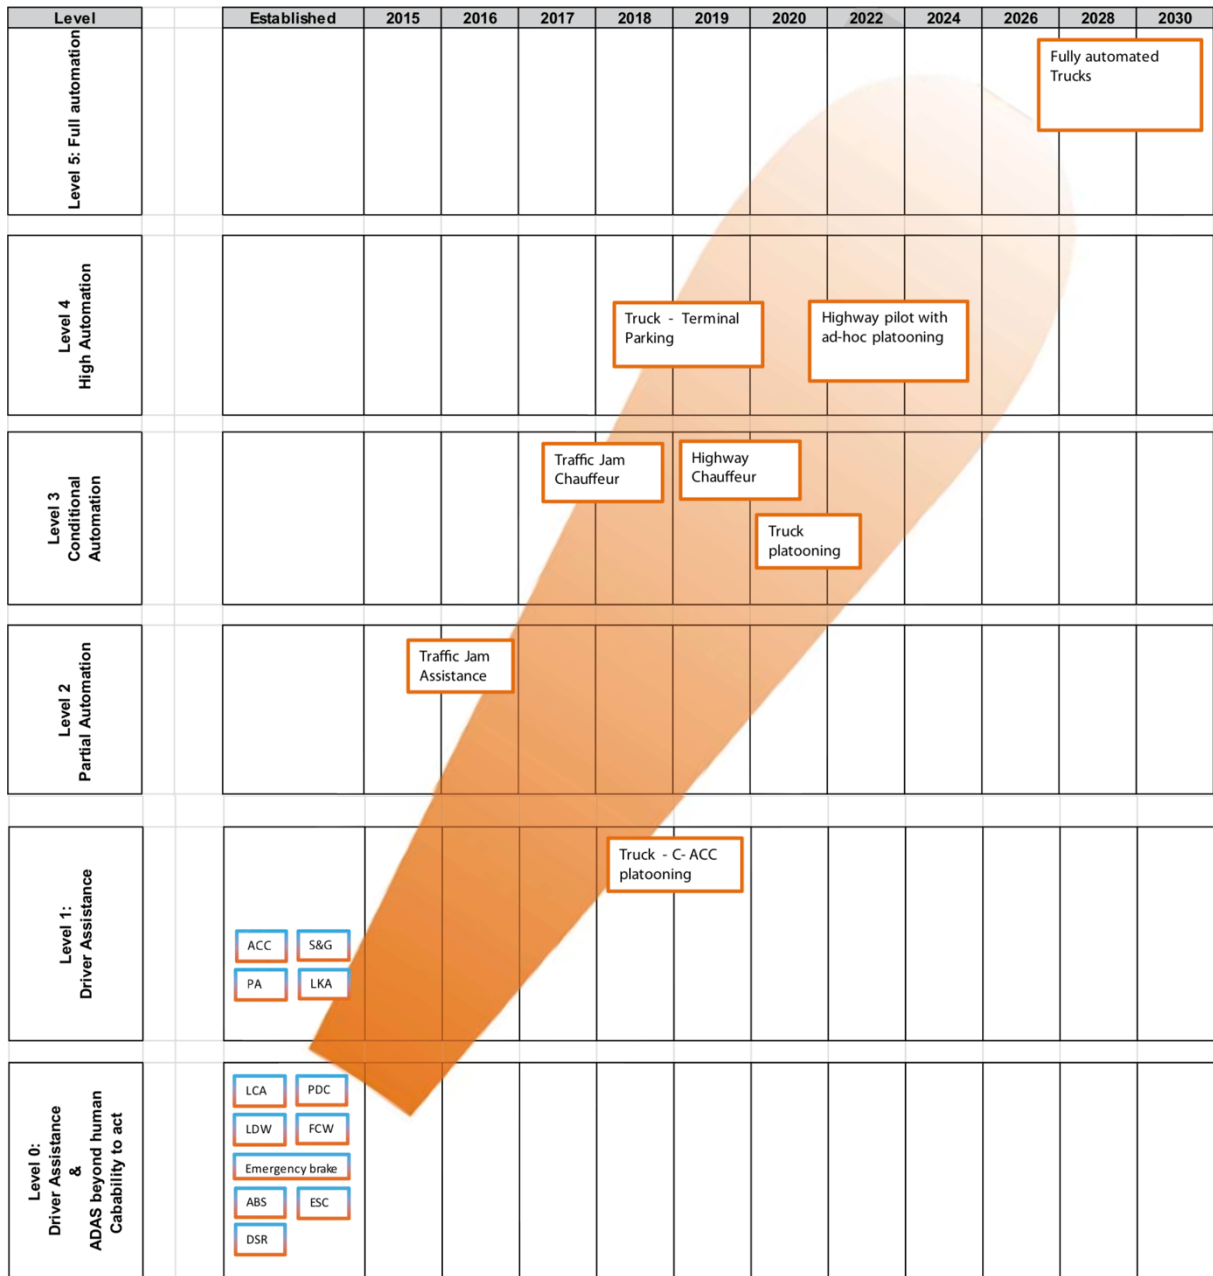 Level Established 2015 2016 2017 2018 2019 2020 2022 2024 2026 2028 2030
Level 5: Full automation
Fully automated
Trucks
Level 4
High Automation
Truck - Terminal
Parking
Highway pilot with
ad-hoc platooning
Level 3
Conditional
Automation
Traffic Jam
Chauffeur
Highway
Chauffeur
Truck
platooning
Level 2
Partial Automation
Traffic Jam
Assistance
Level 1:
Driver Assistance
Truck - C- ACC
platooning
ACC S&G
PA LKA
Level 0:
Driver Assistance
&
ADAS beyond human
Cabability to act
LCA PDC
LDW FCW
Emergency brake
ABS ESC
DSR